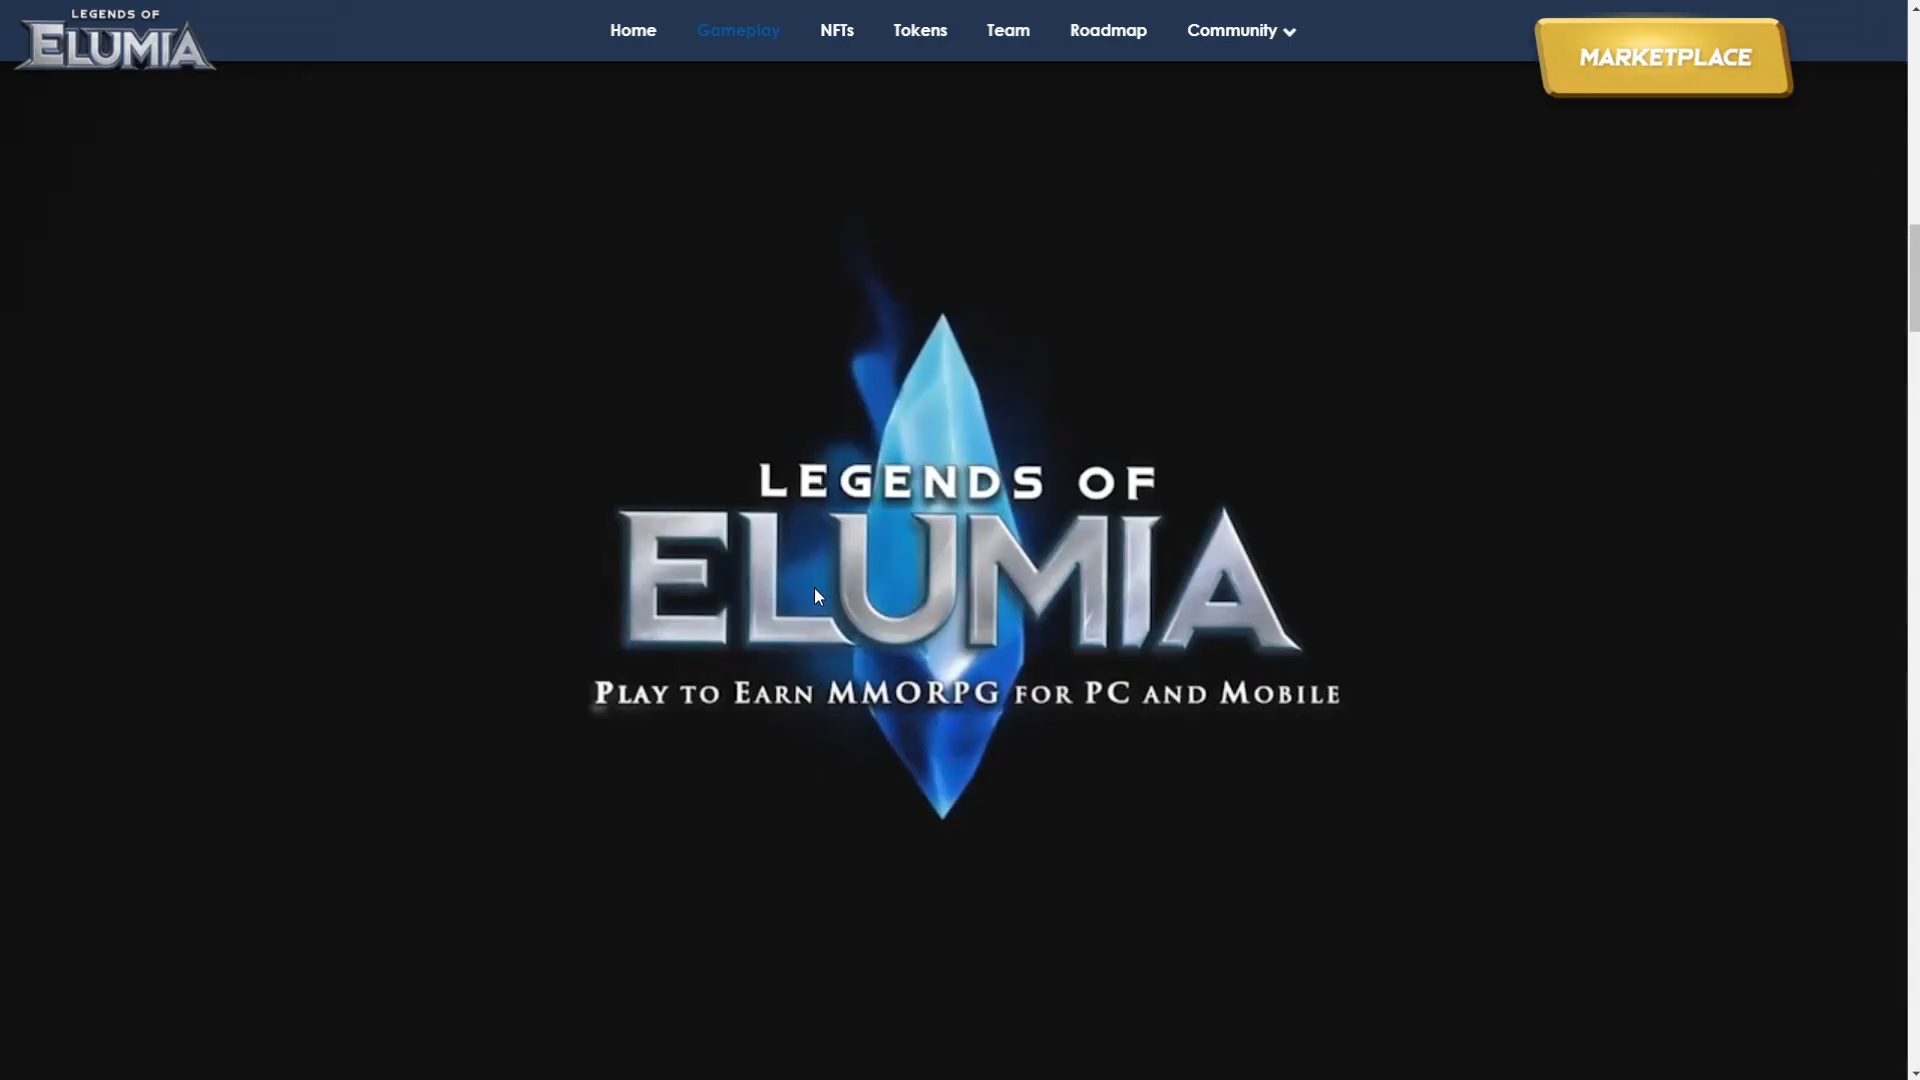 LEGENDS OF
ELUMIA
Home Gameplay NFTs Tokens Team Roadmap Community
MARKETPLACE
LEGENDS OF
ELUMIA
PLAY TO EARN MMORPG FOR PC AND MOBILE